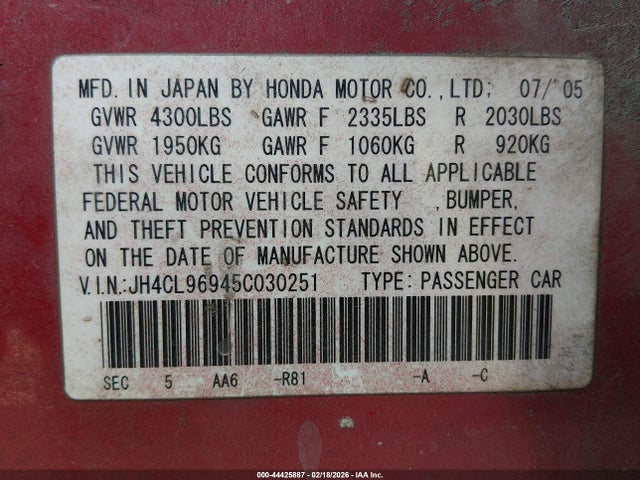 MFD. IN JAPAN BY HONDA MOTOR CO.,LTD; 07/'05
GVWR 4300LBS GAWR F 2335LBS R 2030LBS
GVWR 1950KG GAWR F 1060KG R 920KG
THIS VEHICLE CONFORMS TO ALL APPLICABLE
FEDERAL MOTOR VEHICLE SAFETY ,BUMPER,
AND THEFT PREVENTION STANDARDS IN EFFECT
ON THE DATE OF MANUFACTURE SHOWN ABOVE.
V.I.N.:JH4CL96945C030251 TYPE: PASSENGER CAR
SEC 5 AA6 -R81 -A -C
000-44425887 - 02/18/2026 - IAA Inc.